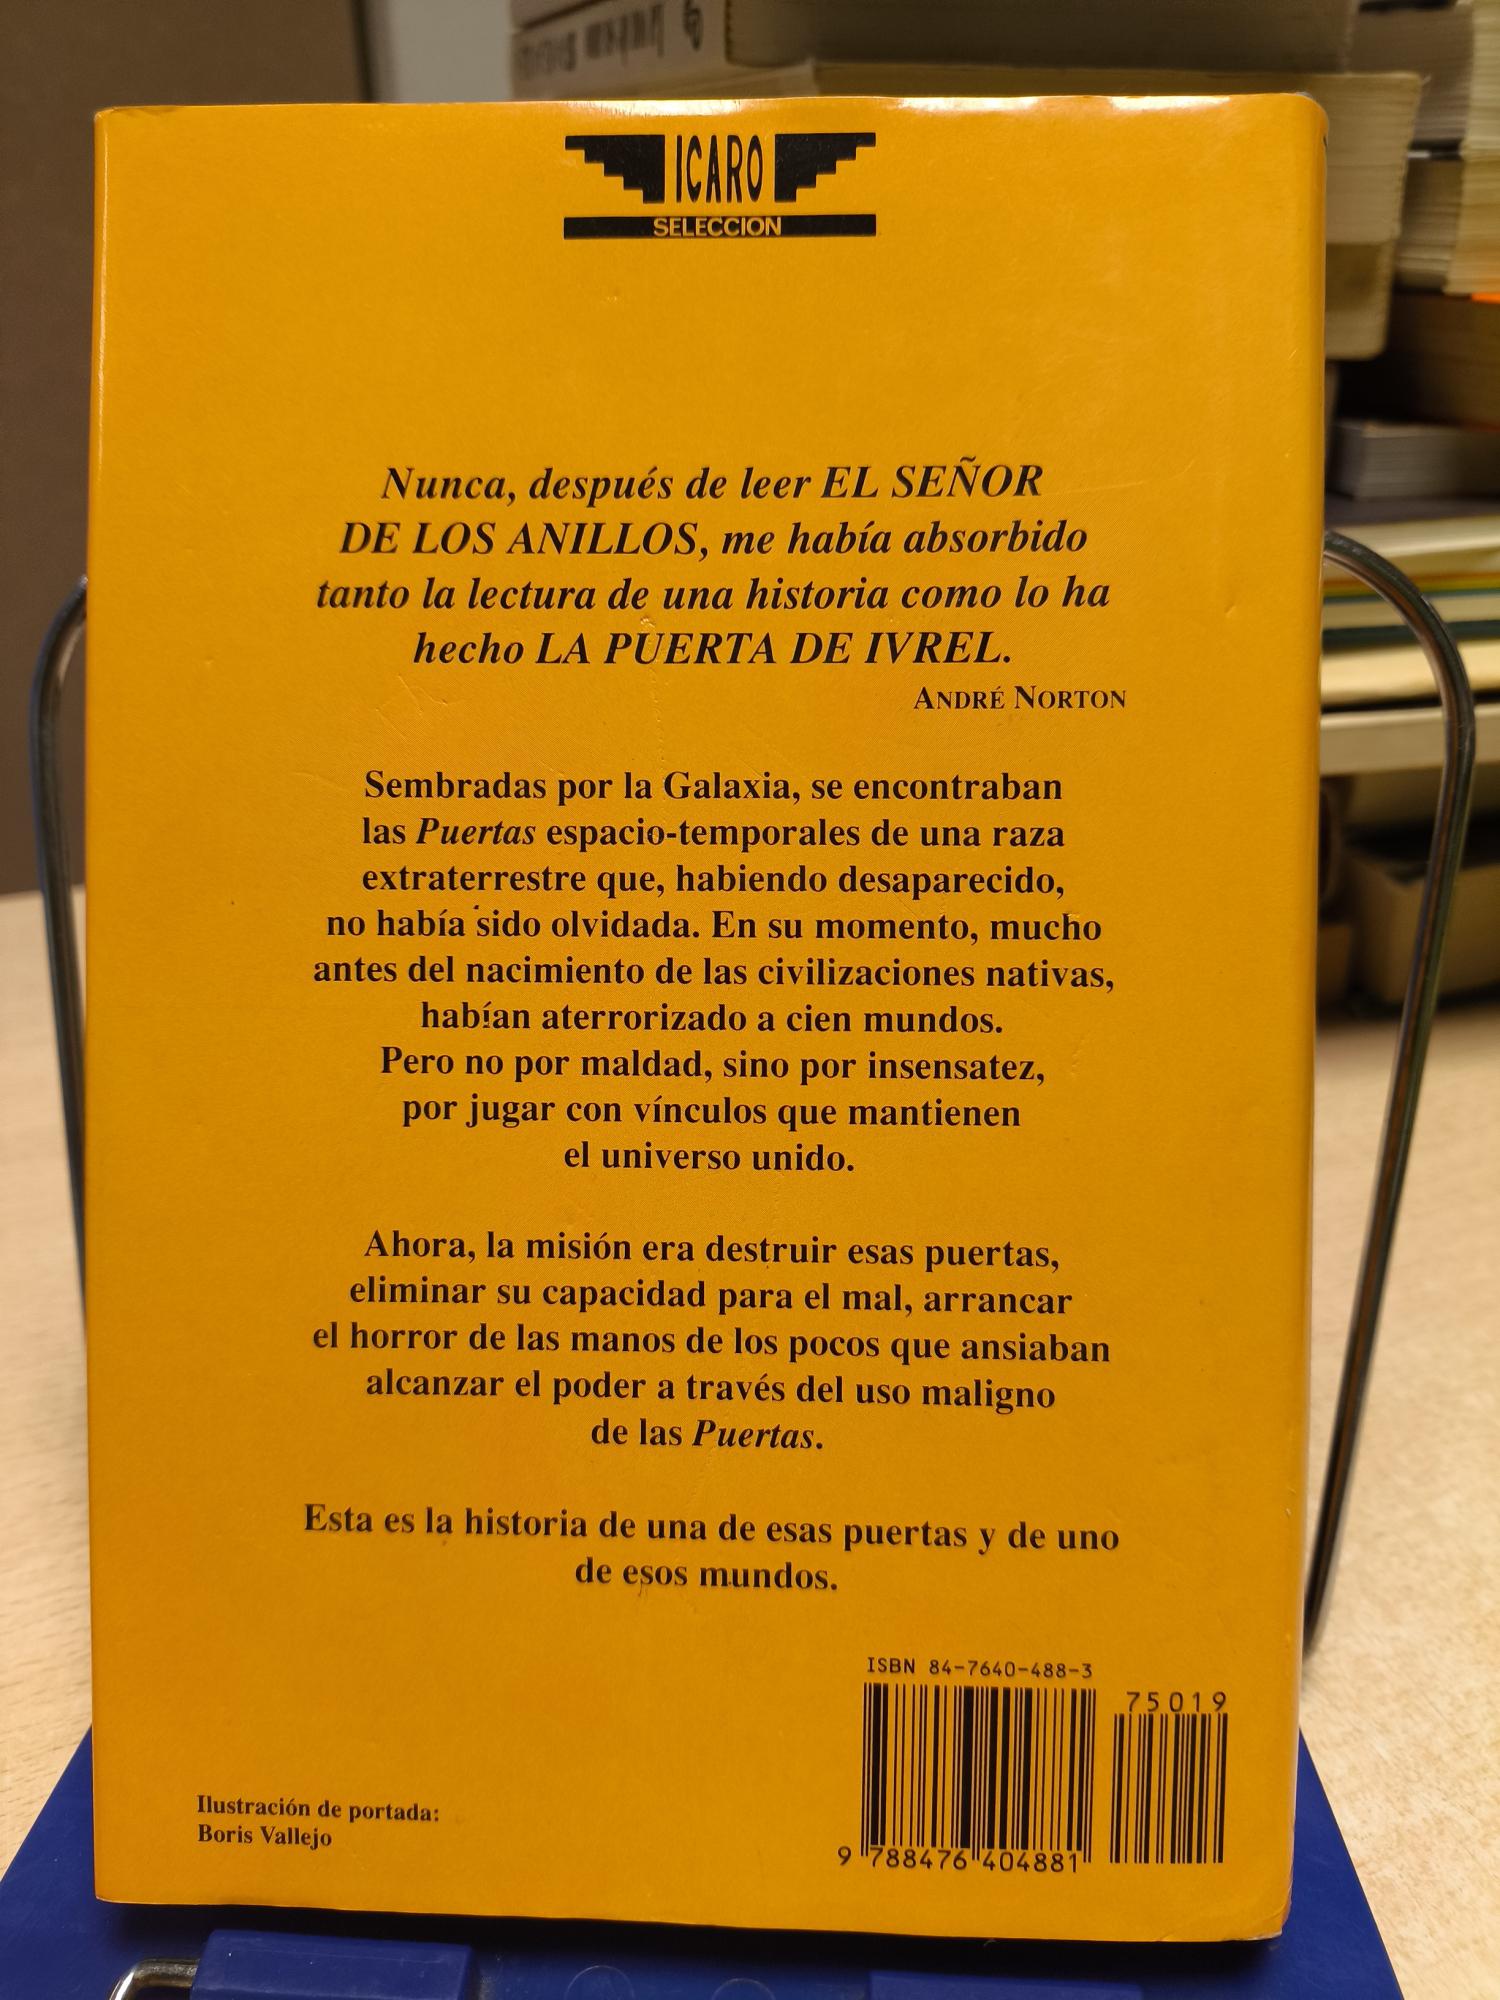 ICARO
SELECCION
Nunca, después de leer EL SEÑOR
DE LOS ANILLOS, me había absorbido
tanto la lectura de una historia como lo ha
hecho LA PUERTA DE IVREL.
ANDRÉ NORTON
Sembradas por la Galaxia, se encontraban
las Puertas espacio-temporales de una raza
extraterrestre que, habiendo desaparecido,
no había sido olvidada. En su momento, mucho
antes del nacimiento de las civilizaciones nativas,
habían aterrorizado a cien mundos.
Pero no por maldad, sino por insensatez,
por jugar con vínculos que mantienen
el universo unido.
Ahora, la misión era destruir esas puertas,
eliminar su capacidad para el mal, arrancar
el horror de las manos de los pocos que ansiaban
alcanzar el poder a través del uso maligno
de las Puertas.
Esta es la historia de una de esas puertas y de uno
de esos mundos.
ISBN 84-7640-488-3
75019
9 788476 404881
Ilustración de portada:
Boris Vallejo